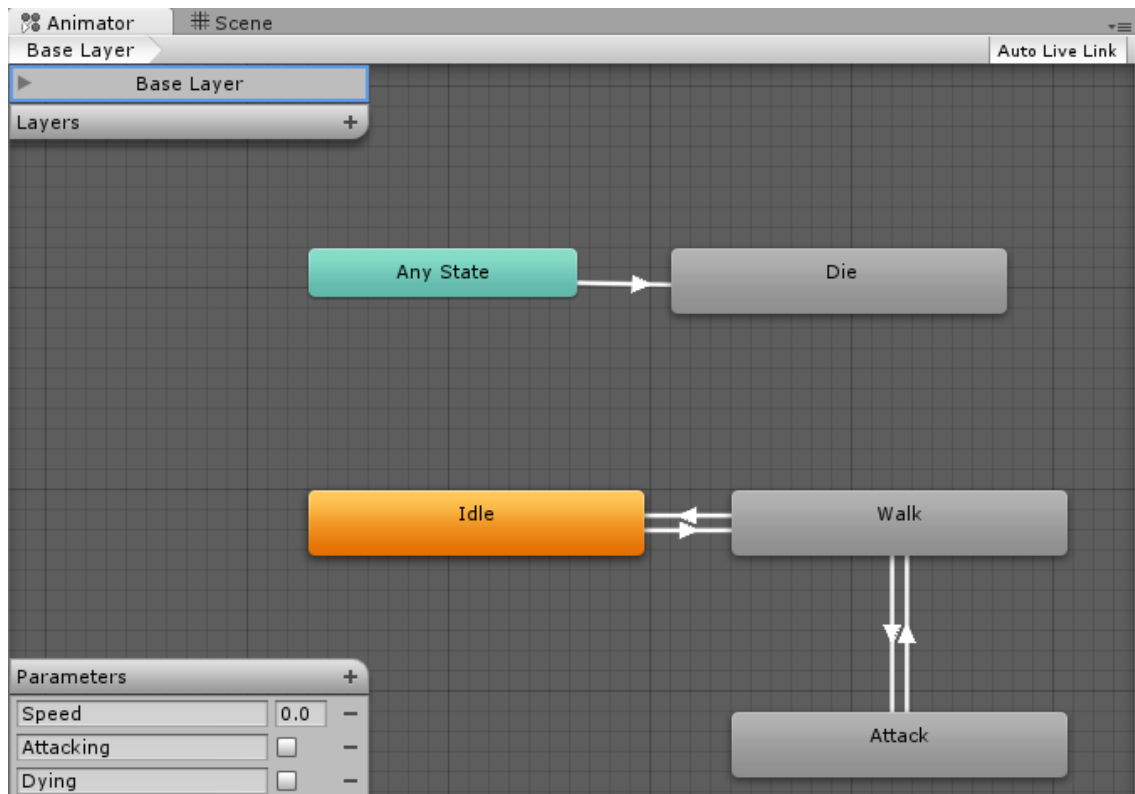 Animator
Scene
Base Layer
Auto Live Link
Base Layer
Layers +
Any State
Die
Idle
Walk
Attack
Parameters +
Speed 0.0 −
Attacking −
Dying −